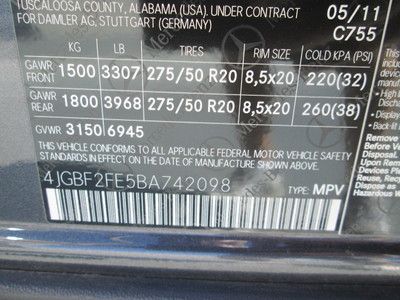 TUSCALOOSA COUNTY, ALABAMA (USA), UNDER CONTRACT
FOR DAIMLER AG, STUTTGART (GERMANY)
05/11
C755
KG LB TIRE SIZE RIM SIZE COLD KPA (PSI)
GAWR FRONT 1500 3307 275/50 R20 8,5x20 220(32)
GAWR REAR 1800 3968 275/50 R20 8,5x20 260(38)
GVWR 3150 6945
THIS VEHICLE CONFORMS TO ALL APPLICABLE FEDERAL MOTOR VEHICLE
SAFETY STANDARDS IN EFFECT ON THE DATE OF MANUFACTURE SHOWN ABOVE.
4JGBF2FE5BA742098
TYPE: MPV
Remove